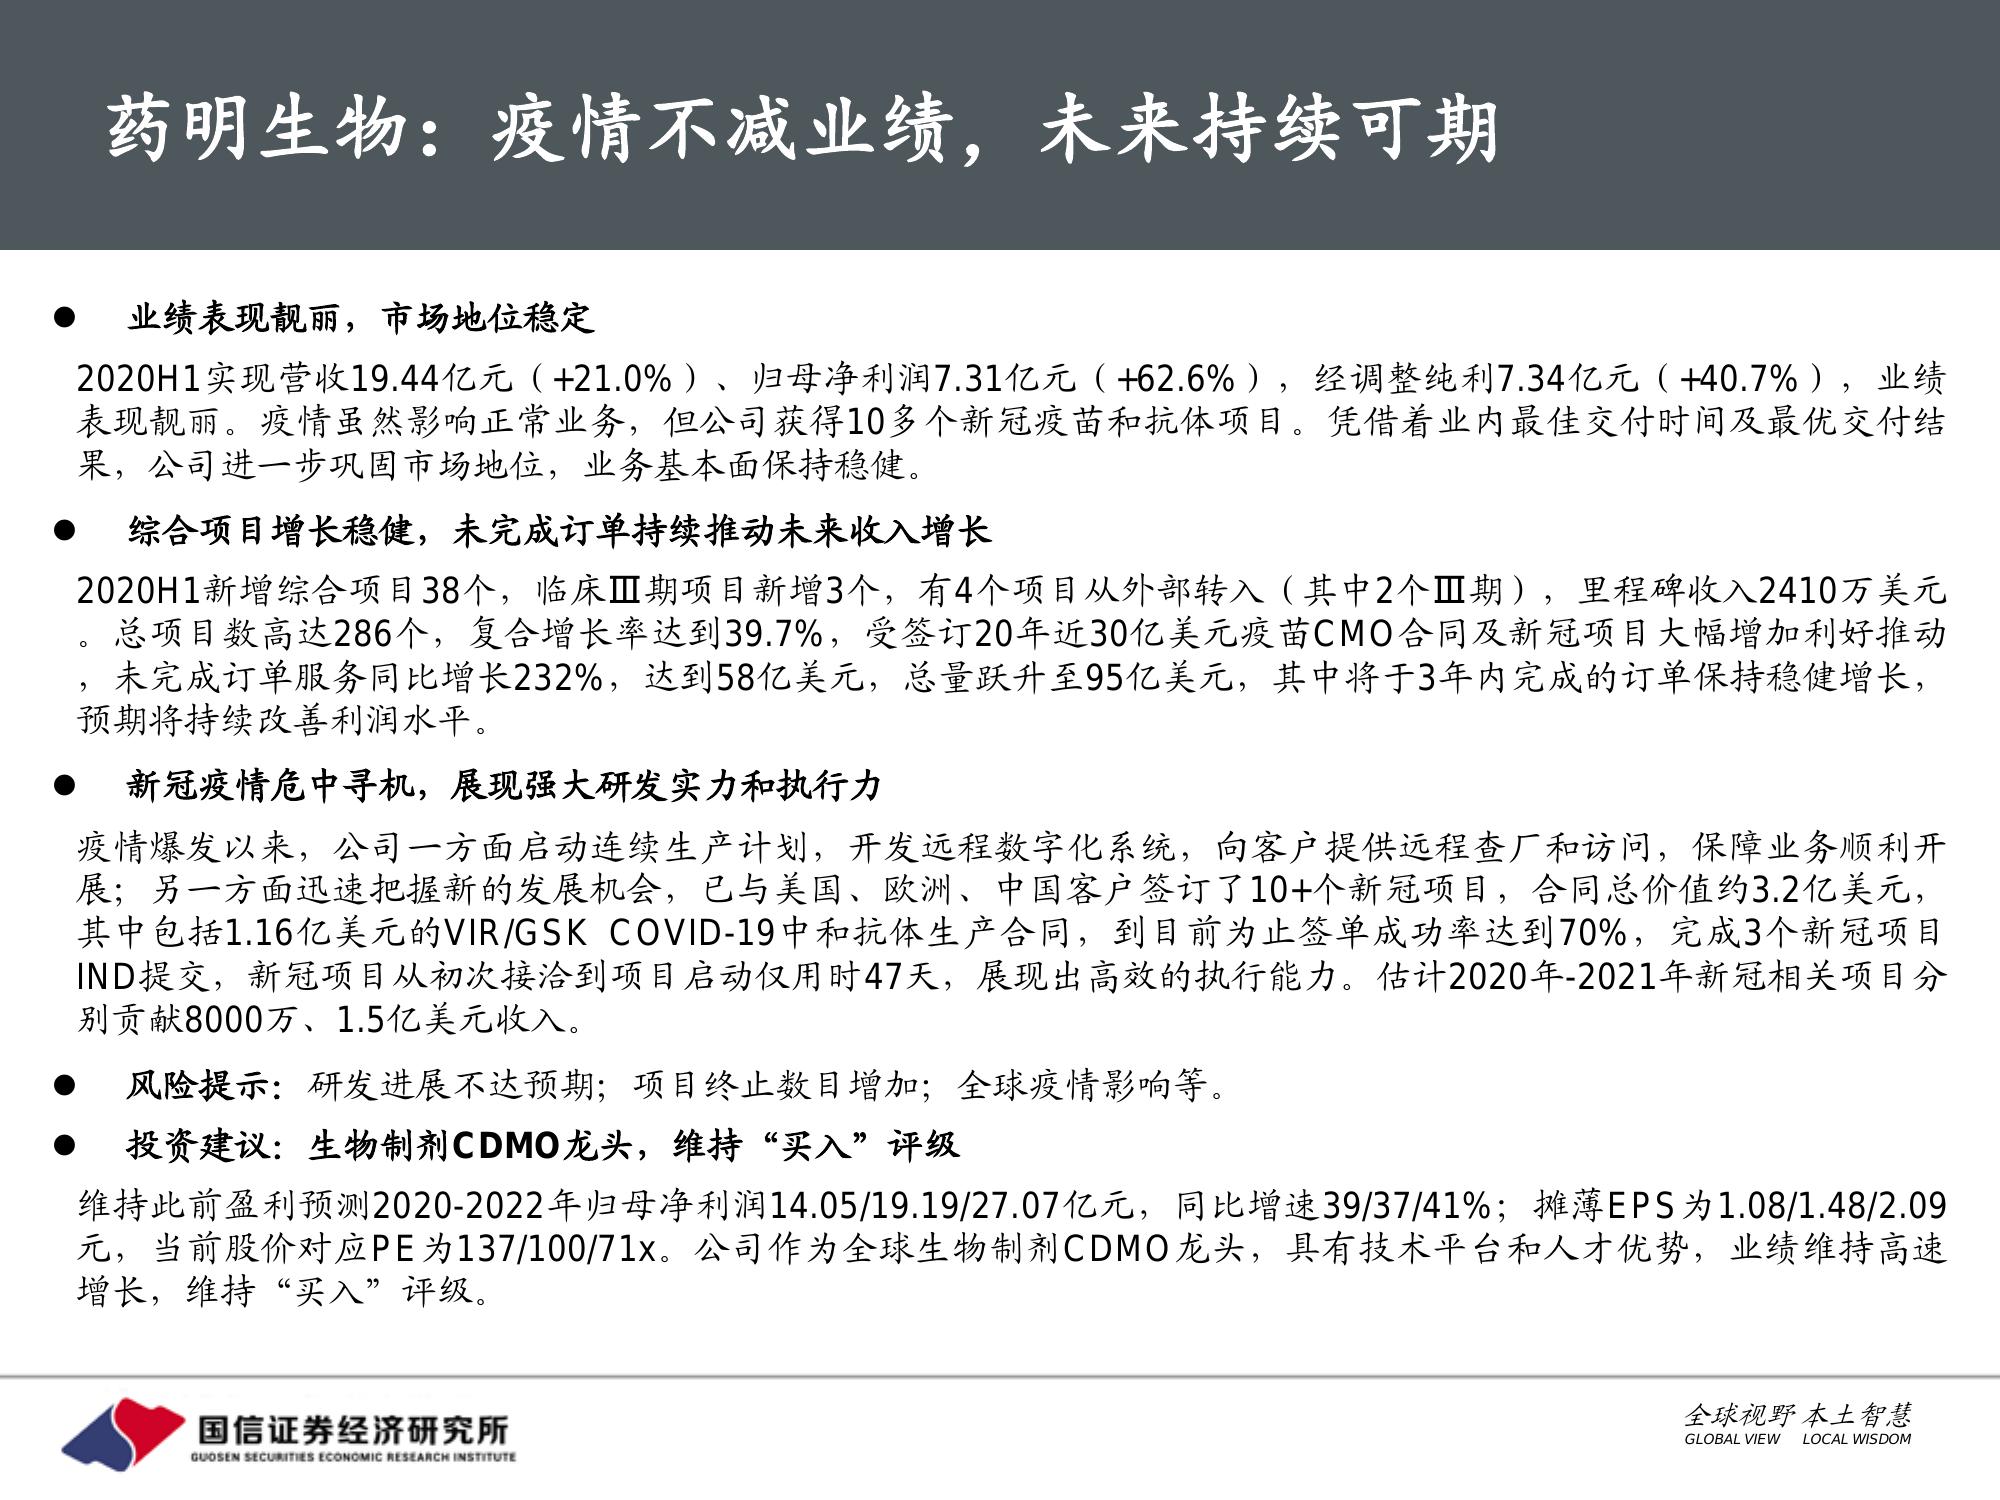 药明生物：疫情不减业绩，未来持续可期
● 业绩表现靓丽，市场地位稳定
2020H1实现营收19.44亿元（+21.0%）、归母净利润7.31亿元（+62.6%），经调整纯利7.34亿元（+40.7%），业绩
表现靓丽。疫情虽然影响正常业务，但公司获得10多个新冠疫苗和抗体项目。凭借着业内最佳交付时间及最优交付结
果，公司进一步巩固市场地位，业务基本面保持稳健。
● 综合项目增长稳健，未完成订单持续推动未来收入增长
2020H1新增综合项目38个，临床Ⅲ期项目新增3个，有4个项目从外部转入（其中2个Ⅲ期），里程碑收入2410万美元
。总项目数高达286个，复合增长率达到39.7%，受签订20年近30亿美元疫苗CMO合同及新冠项目大幅增加利好推动
，未完成订单服务同比增长232%，达到58亿美元，总量跃升至95亿美元，其中将于3年内完成的订单保持稳健增长，
预期将持续改善利润水平。
● 新冠疫情危中寻机，展现强大研发实力和执行力
疫情爆发以来，公司一方面启动连续生产计划，开发远程数字化系统，向客户提供远程查厂和访问，保障业务顺利开
展；另一方面迅速把握新的发展机会，已与美国、欧洲、中国客户签订了10+个新冠项目，合同总价值约3.2亿美元，
其中包括1.16亿美元的VIR/GSK COVID-19中和抗体生产合同，到目前为止签单成功率达到70%，完成3个新冠项目
IND提交，新冠项目从初次接洽到项目启动仅用时47天，展现出高效的执行能力。估计2020年-2021年新冠相关项目分
别贡献8000万、1.5亿美元收入。
● 风险提示：研发进展不达预期；项目终止数目增加；全球疫情影响等。
● 投资建议：生物制剂CDMO龙头，维持“买入”评级
维持此前盈利预测2020-2022年归母净利润14.05/19.19/27.07亿元，同比增速39/37/41%；摊薄EPS为1.08/1.48/2.09
元，当前股价对应PE为137/100/71x。公司作为全球生物制剂CDMO龙头，具有技术平台和人才优势，业绩维持高速
增长，维持“买入”评级。
国信证券经济研究所
GUOSEN SECURITIES ECONOMIC RESEARCH INSTITUTE
全球视野 本土智慧
GLOBAL VIEW LOCAL WISDOM